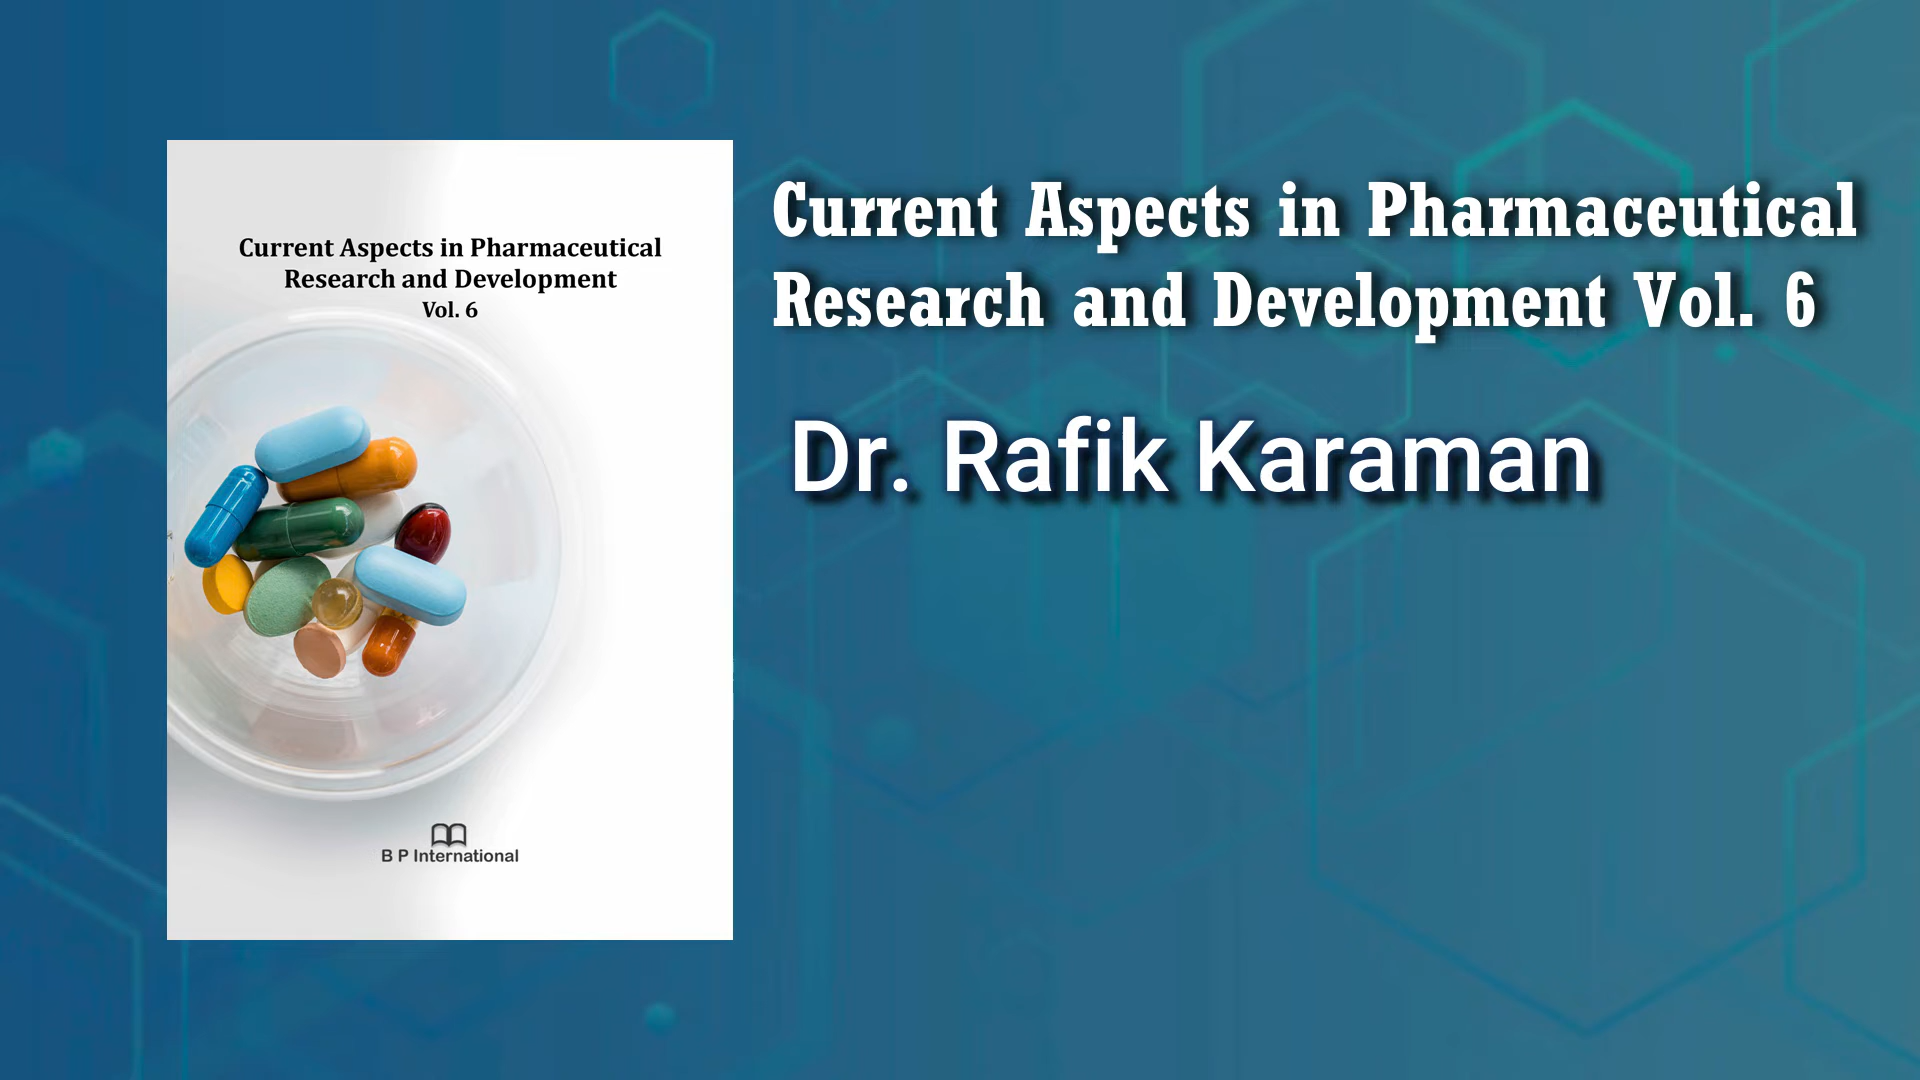 Current Aspects in Pharmaceutical
Research and Development
Vol. 6
B P International
Current Aspects in Pharmaceutical
Research and Development Vol. 6
Dr. Rafik Karaman